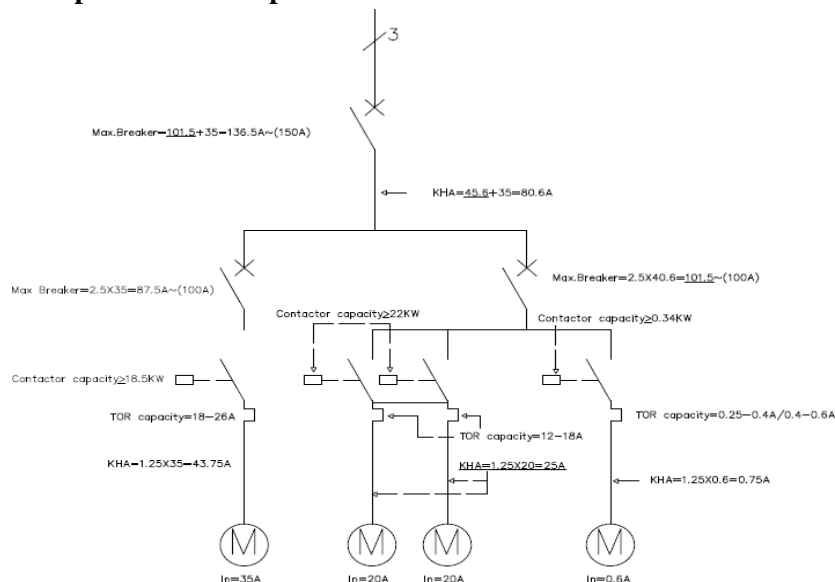 3
Max.Breaker-101.5+35-136.5A~(150A)
KHA=45.6+35=80.6A
Max Breaker=2.5X35=87.5A~(100A)
Max.Breaker=2.5X40.6=101.5~(100A)
Contactor capacity≥22KW
Contactor capacity≥0.34KW
Contactor capacity≥18.5KW
TOR capacity=18-26A
TOR capacity=12-18A
TOR capacity=0.25-0.4A/0.4-0.6A
KHA-1.25X35-43.75A
KHA=1.25X20=25A
KHA=1.25X0.6=0.75A
M
M
M
M
In=35A
In=20A
In=20A
In=0.6A